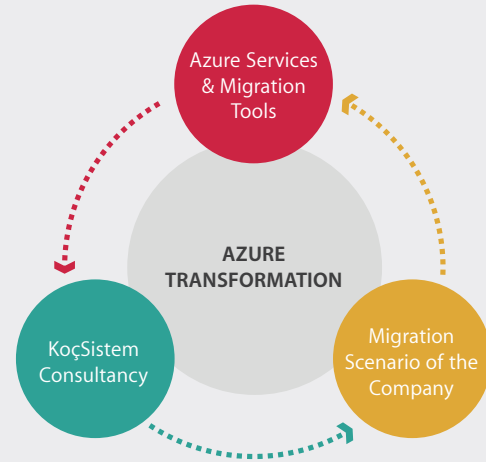 Azure Services
& Migration
Tools
AZURE
TRANSFORMATION
KoçSistem
Consultancy
Migration
Scenario of the
Company